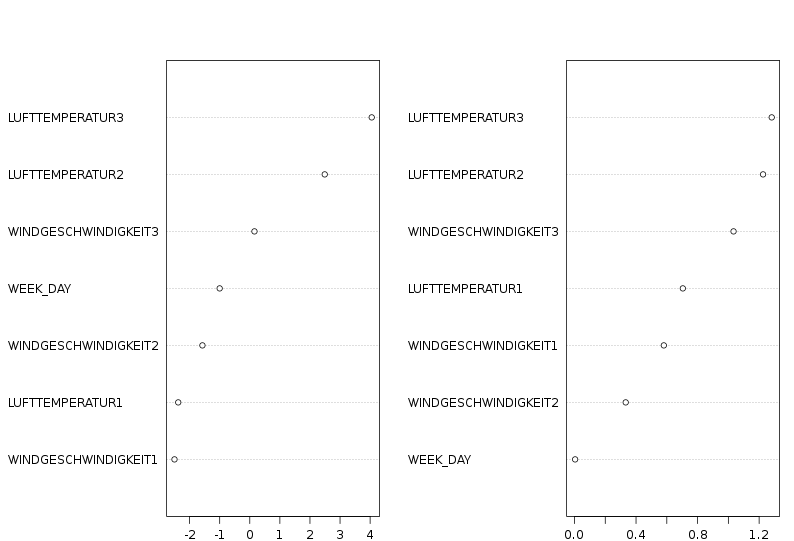 LUFTTEMPERATUR3
LUFTTEMPERATUR2
WINDGESCHWINDIGKEIT3
WEEK_DAY
WINDGESCHWINDIGKEIT2
LUFTTEMPERATUR1
WINDGESCHWINDIGKEIT1
-2 -1 0 1 2 3 4
LUFTTEMPERATUR3
LUFTTEMPERATUR2
WINDGESCHWINDIGKEIT3
LUFTTEMPERATUR1
WINDGESCHWINDIGKEIT1
WINDGESCHWINDIGKEIT2
WEEK_DAY
0.0 0.4 0.8 1.2